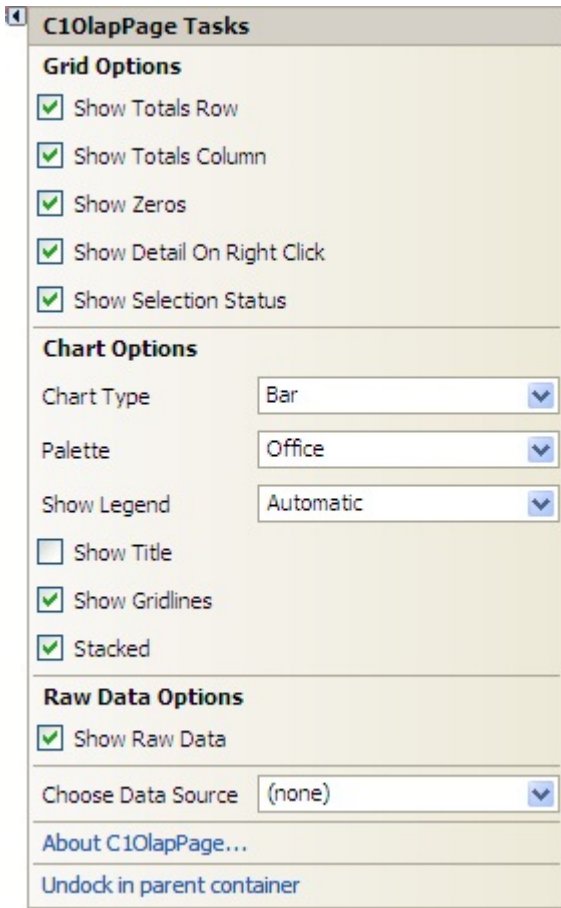 C1OlapPage Tasks
Grid Options
Show Totals Row
Show Totals Column
Show Zeros
Show Detail On Right Click
Show Selection Status
Chart Options
Chart Type Bar
Palette Office
Show Legend Automatic
Show Title
Show Gridlines
Stacked
Raw Data Options
Show Raw Data
Choose Data Source (none)
About C1OlapPage...
Undock in parent container